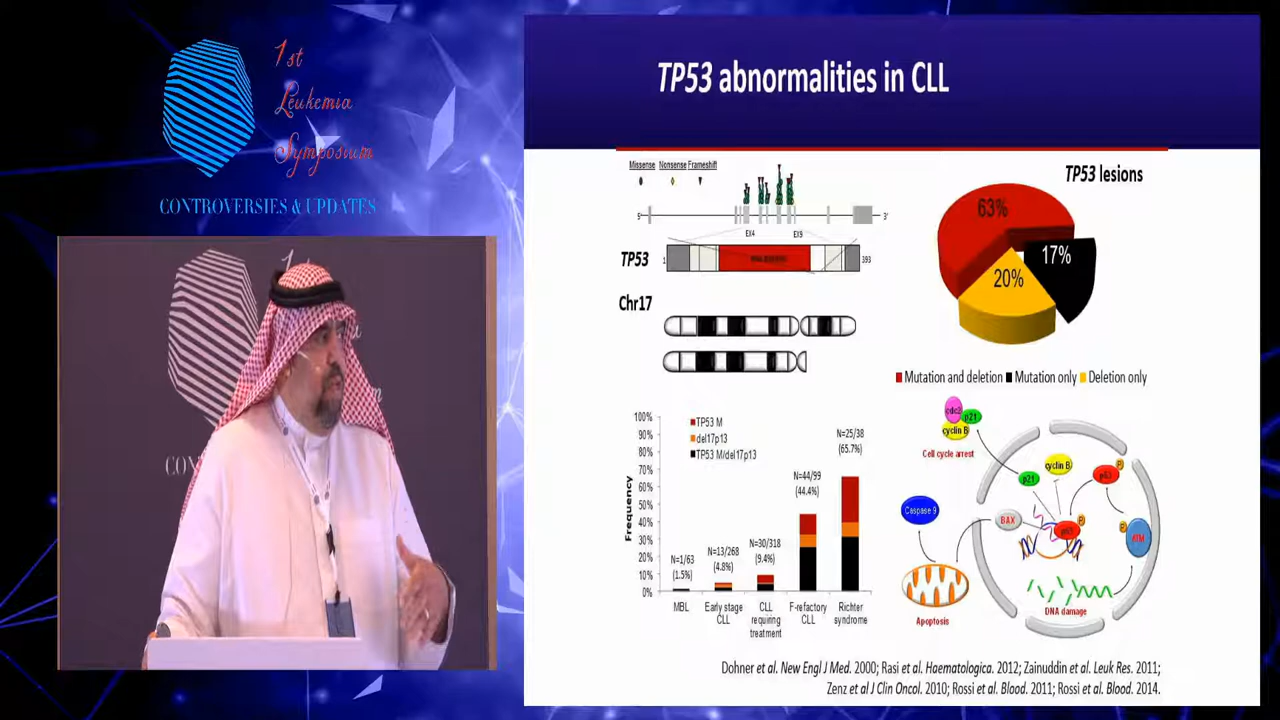 1st
Leukemia
Symposium
CONTROVERSIES & UPDATES
TP53 abnormalities in CLL
Missense Nonsense Frameshift
5' 3'
EX4 EX9
TP53 1 393
Chr17
TP53 lesions
63%
17%
20%
Mutation and deletion Mutation only Deletion only
100%
90%
80%
70%
60%
50%
40%
30%
20%
10%
0%
Frequency
TP53 M
del17p13
TP53 M/del17p13
N=1/63
(1.5%)
N=13/268
(4.8%)
N=30/318
(9.4%)
N=44/99
(44.4%)
N=25/38
(65.7%)
MBL
Early stage
CLL
CLL
requiring
treatment
F-refactory
CLL
Richter
syndrome
cdc2
p21
cyclin B
Cell cycle arrest
cyclin B
p21
p53
P
Caspase 9
BAX
p53
P
P
ATM
DNA damage
Apoptosis
Dohner et al. New Engl J Med. 2000; Rasi et al. Haematologica. 2012; Zainuddin et al. Leuk Res. 2011;
Zenz et al J Clin Oncol. 2010; Rossi et al. Blood. 2011; Rossi et al. Blood. 2014.